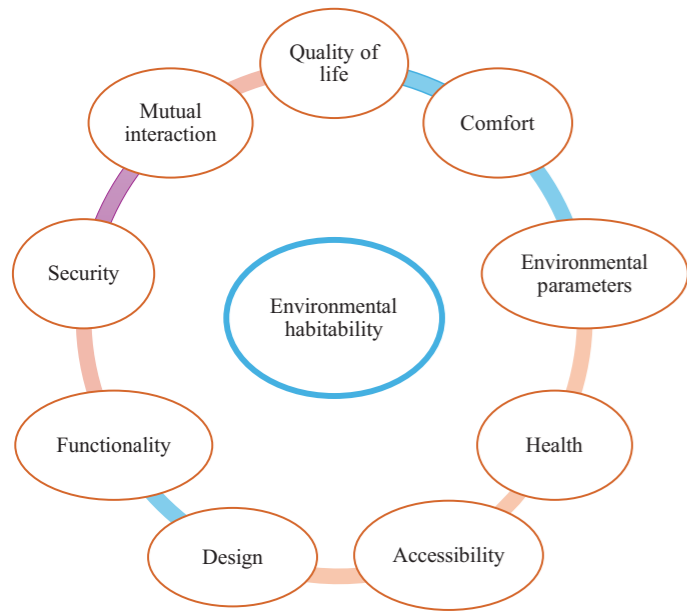 Quality of
life
Comfort
Environmental
parameters
Health
Accessibility
Design
Functionality
Security
Mutual
interaction
Environmental
habitability